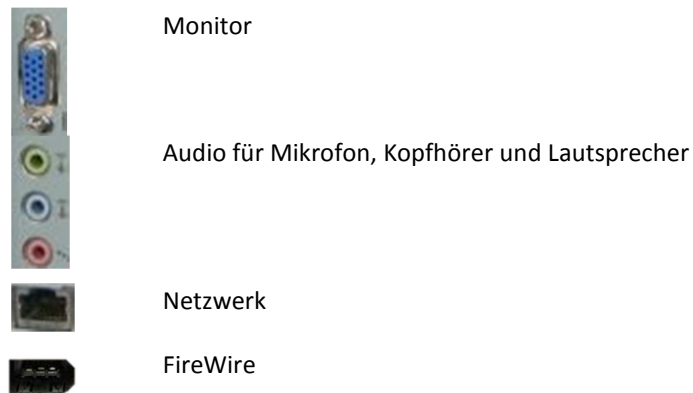 Monitor
Audio für Mikrofon, Kopfhörer und Lautsprecher
Netzwerk
FireWire